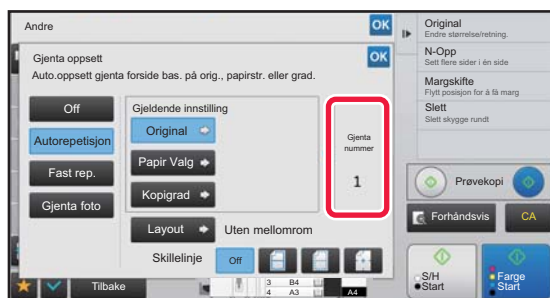 Andre
OK
Gjenta oppsett
OK
Auto.oppsett gjenta forside bas. på orig., papirstr. eller grad.
Off
Autorepetisjon
Fast rep.
Gjenta foto
Gjeldende innstilling
Original
Papir Valg
Kopigrad
Gjenta
nummer
1
Layout
Uten mellomrom
Skillelinje
Off
Tilbake
3 B4
4 A3
A4
Original
Endre størrelse/retning.
N-Opp
Sett flere sider i én side
Margskifte
Flytt posisjon for å få marg
Slett
Slett skygge rundt
Prøvekopi
Forhåndsvis
CA
S/H
Start
Farge
Start